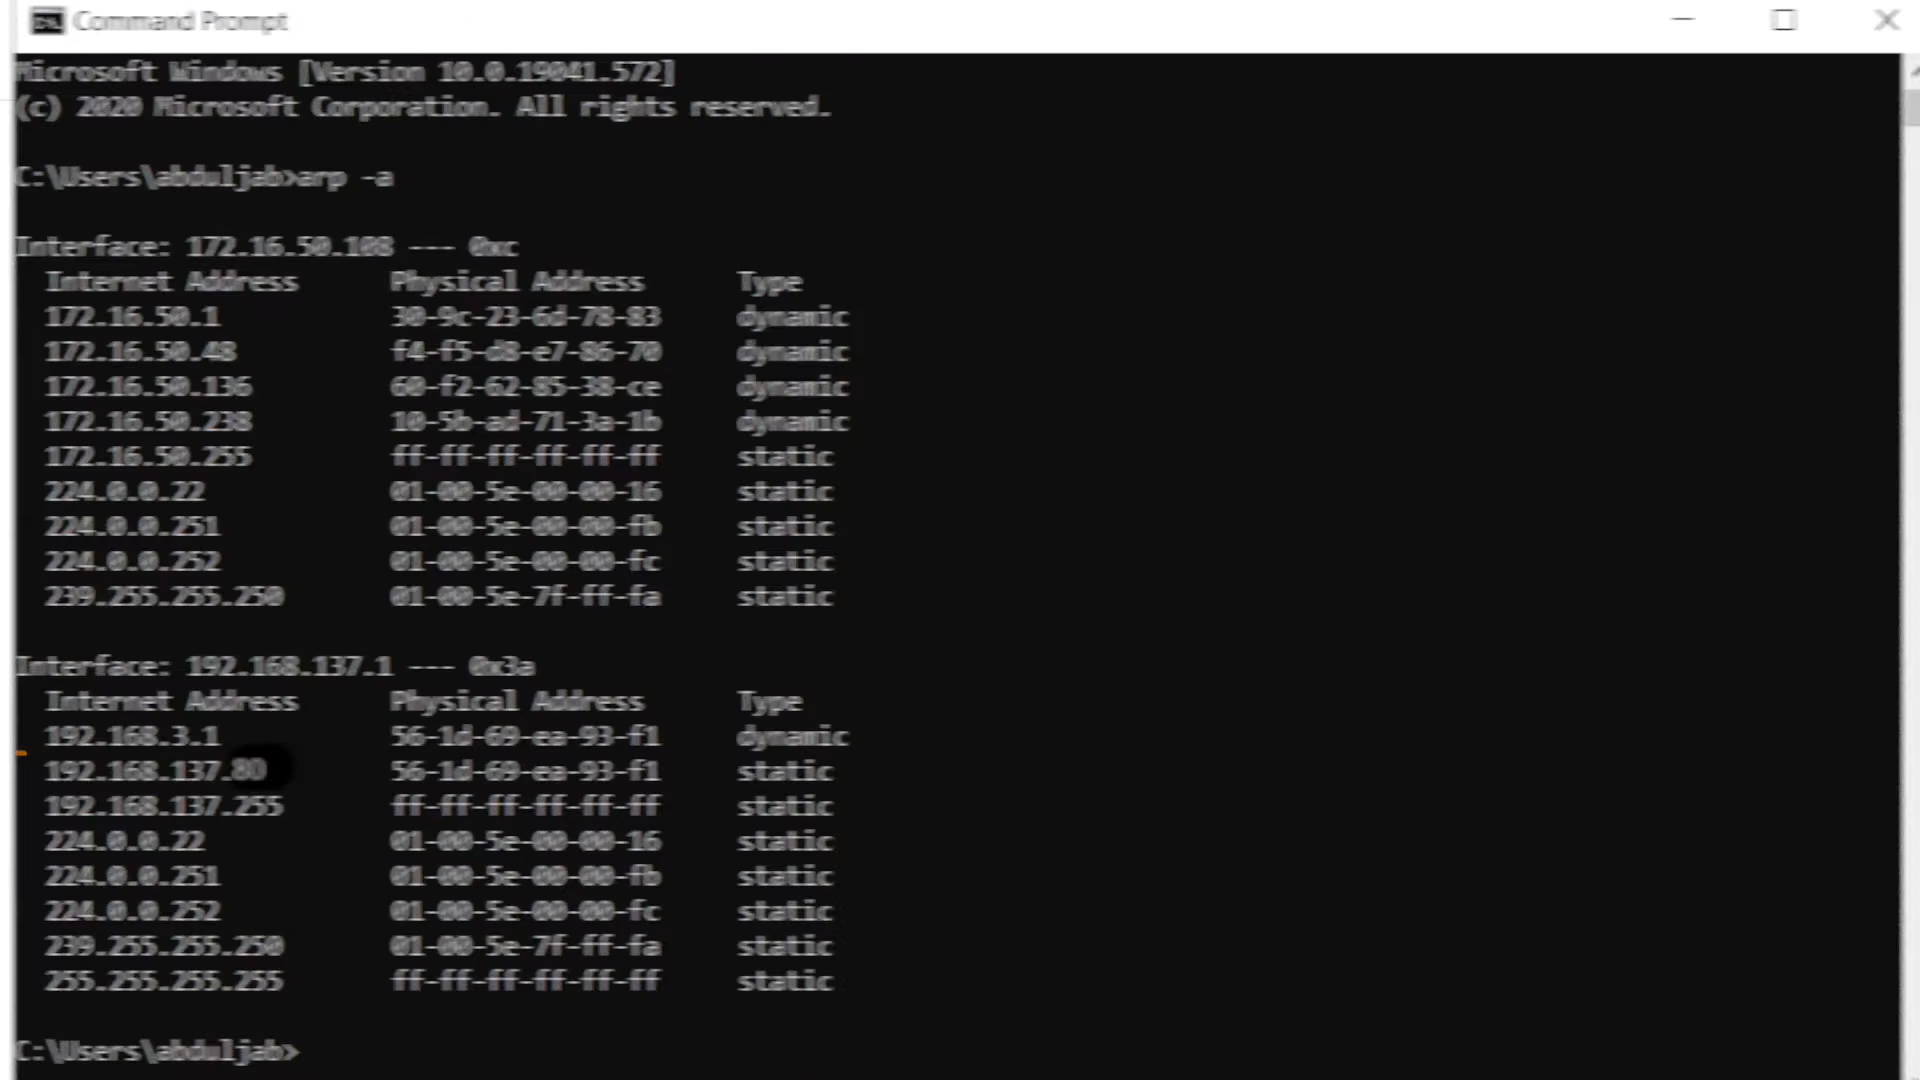 Command Prompt
Microsoft Windows [Version 10.0.19041.572]
(c) 2020 Microsoft Corporation. All rights reserved.
C:\Users\abduljab>arp -a
Interface: 172.16.50.108 --- 0xc
Internet Address Physical Address Type
172.16.50.1 30-9c-23-6d-78-83 dynamic
172.16.50.48 f4-f5-d8-e7-86-70 dynamic
172.16.50.136 60-f2-62-85-38-ce dynamic
172.16.50.238 10-5b-ad-71-3a-1b dynamic
172.16.50.255 ff-ff-ff-ff-ff-ff static
224.0.0.22 01-00-5e-00-00-16 static
224.0.0.251 01-00-5e-00-00-fb static
224.0.0.252 01-00-5e-00-00-fc static
239.255.255.250 01-00-5e-7f-ff-fa static
Interface: 192.168.137.1 --- 0x3a
Internet Address Physical Address Type
192.168.3.1 56-1d-69-ea-93-f1 dynamic
192.168.137.80 56-1d-69-ea-93-f1 static
192.168.137.255 ff-ff-ff-ff-ff-ff static
224.0.0.22 01-00-5e-00-00-16 static
224.0.0.251 01-00-5e-00-00-fb static
224.0.0.252 01-00-5e-00-00-fc static
239.255.255.250 01-00-5e-7f-ff-fa static
255.255.255.255 ff-ff-ff-ff-ff-ff static
C:\Users\abduljab>